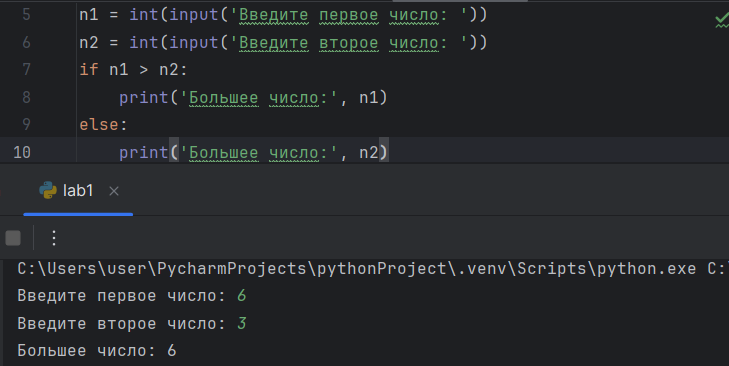 5 n1 = int(input('Введите первое число: '))
6 n2 = int(input('Введите второе число: '))
7 if n1 > n2:
8 print('Большее число:', n1)
9 else:
10 print('Большее число:', n2)
lab1
C:\Users\user\PycharmProjects\pythonProject\.venv\Scripts\python.exe C:\
Введите первое число: 6
Введите второе число: 3
Большее число: 6